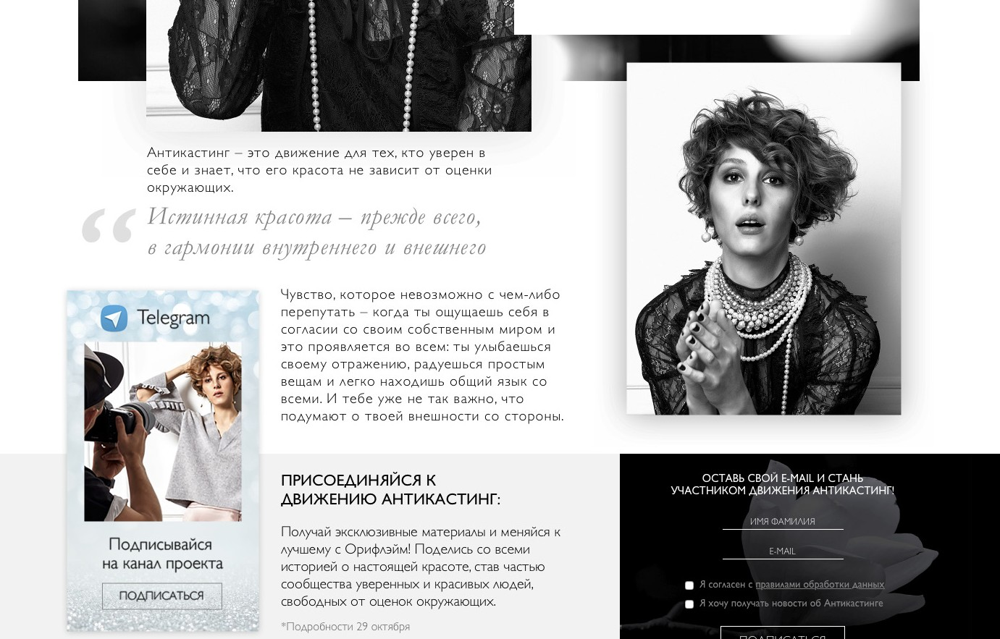 Антикастинг – это движение для тех, кто уверен в
себе и знает, что его красота не зависит от оценки
окружающих.
“ Истинная красота – прежде всего,
в гармонии внутреннего и внешнего
Telegram
Подписывайся
на канал проекта
ПОДПИСАТЬСЯ
Чувство, которое невозможно с чем-либо
перепутать – когда ты ощущаешь себя в
согласии со своим собственным миром и
это проявляется во всем: ты улыбаешься
своему отражению, радуешься простым
вещам и легко находишь общий язык со
всеми. И тебе уже не так важно, что
подумают о твоей внешности со стороны.
ПРИСОЕДИНЯЙСЯ К
ДВИЖЕНИЮ АНТИКАСТИНГ:
Получай эксклюзивные материалы и меняйся к
лучшему с Орифлэйм! Поделись со всеми
историей о настоящей красоте, став частью
сообщества уверенных и красивых людей,
свободных от оценок окружающих.
*Подробности 29 октября
ОСТАВЬ СВОЙ E-MAIL И СТАНЬ
УЧАСТНИКОМ ДВИЖЕНИЯ АНТИКАСТИНГ!
ИМЯ ФАМИЛИЯ
E-MAIL
Я согласен с правилами обработки данных
Я хочу получать новости об Антикастинге
ПОДПИСАТЬСЯ